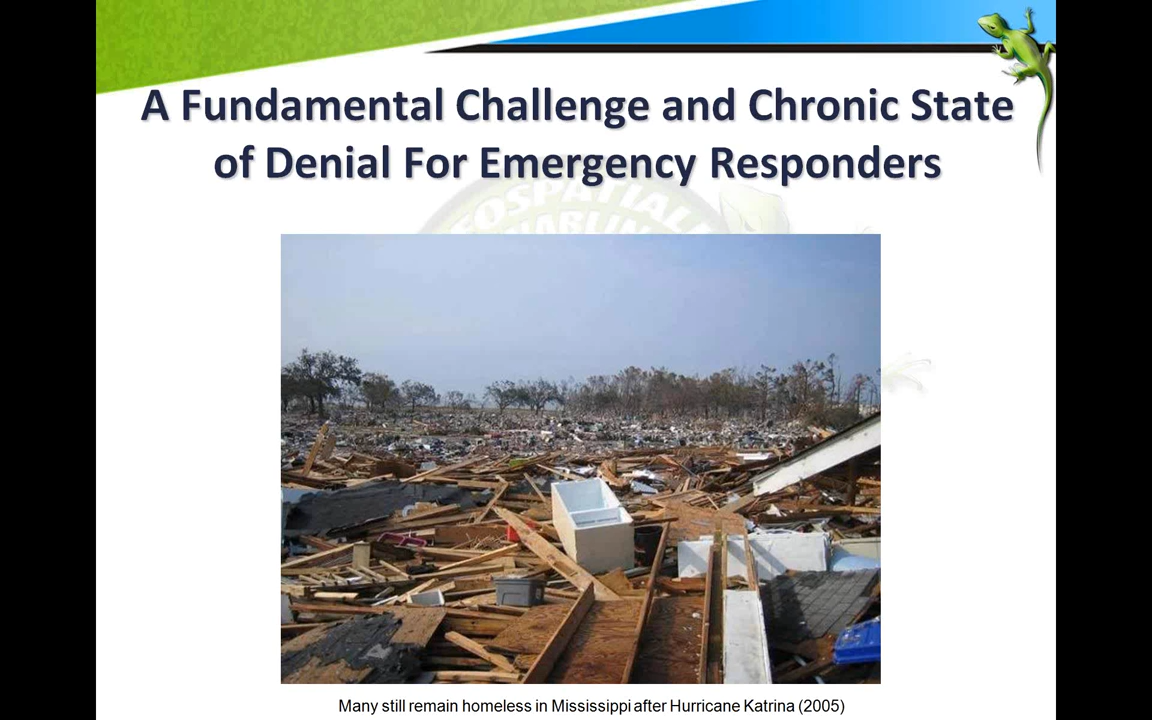 A Fundamental Challenge and Chronic State
of Denial For Emergency Responders
Many still remain homeless in Mississippi after Hurricane Katrina (2005)